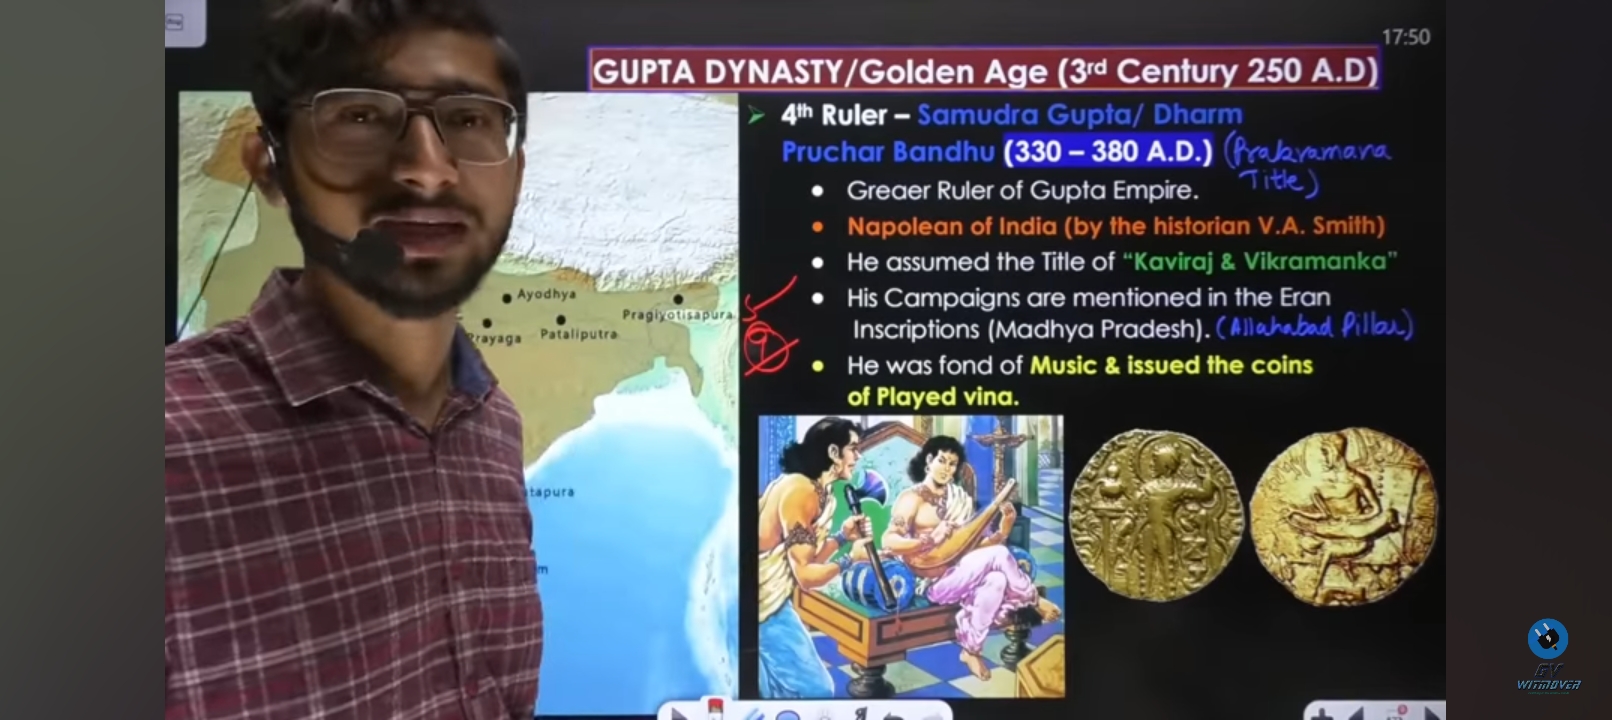 17:50
GUPTA DYNASTY/Golden Age (3rd Century 250 A.D)
4th Ruler – Samudra Gupta/ Dharm
Pruchar Bandhu (330 – 380 A.D.) (Prakramana
Title)
Greaer Ruler of Gupta Empire.
Napolean of India (by the historian V.A. Smith)
He assumed the Title of “Kaviraj & Vikramanka”
His Campaigns are mentioned in the Eran
Inscriptions (Madhya Pradesh). (Allahabad Pillar)
He was fond of Music & issued the coins
of Played vina.
Ayodhya
Pragiyotisapura
Prayaga
Pataliputra
tapura
m
WITMOVER